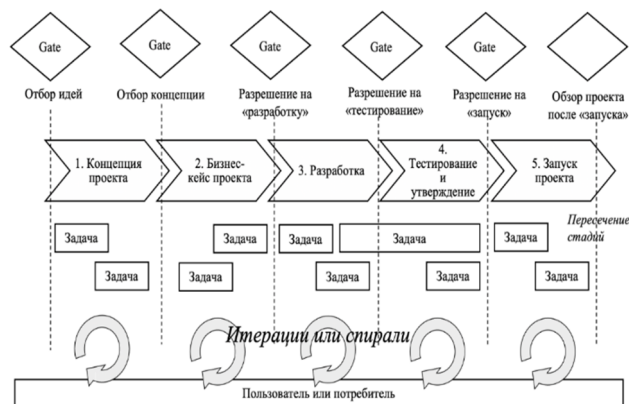 Gate
Gate
Gate
Gate
Gate
Отбор идей
Отбор концепции
Разрешение на
«разработку»
Разрешение на
«тестирование»
Разрешение на
«запуск»
Обзор проекта
после «запуска»
1. Концепция
проекта
2. Бизнес-
кейс проекта
3. Разработка
4.
Тестирование
и
утверждение
5. Запуск
проекта
Пересечение
стадий
Задача
Задача
Задача
Задача
Задача
Задача
Задача
Задача
Задача
Задача
Итерации или спирали
Пользователь или потребитель